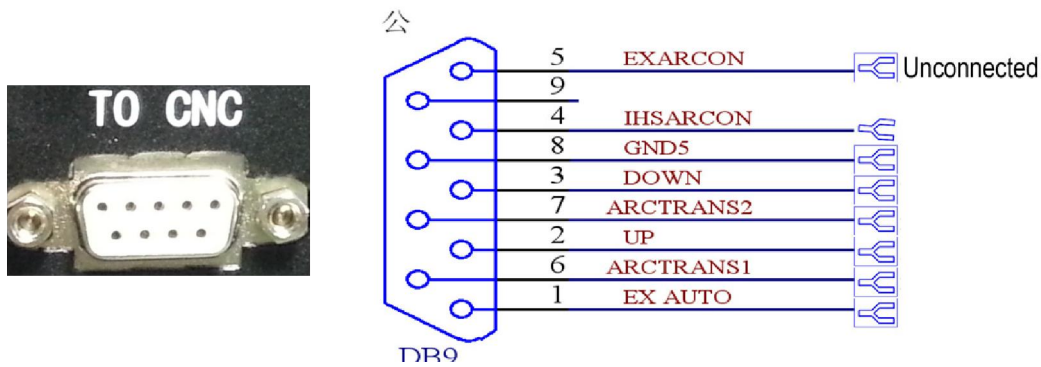 TO CNC
公
5 EXARCON Unconnected
9
4 IHSARCON
8 GND5
3 DOWN
7 ARCTRANS2
2 UP
6 ARCTRANS1
1 EX AUTO
DB9